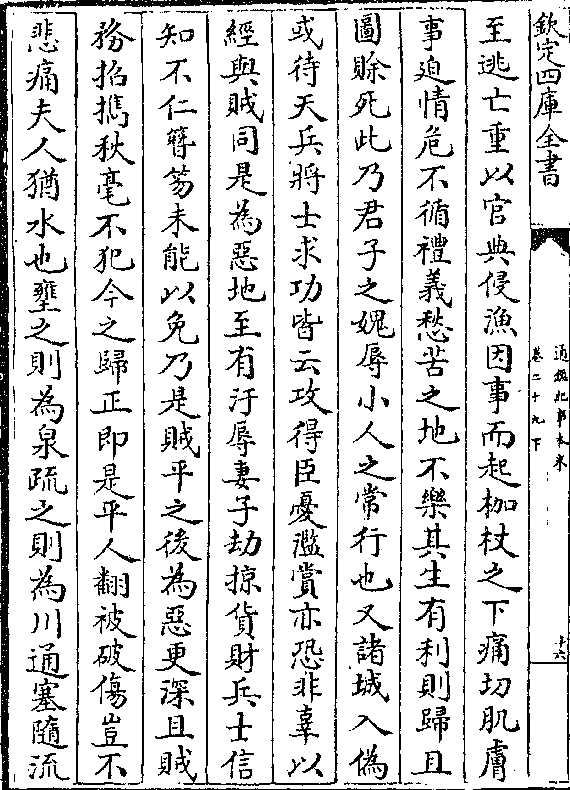 欽定四庫全書
通鑑紀事本末
卷二十九下
十六
至逃亡重以官典侵漁因事而起枷杖之下痛切肌膚
事迫情危不循禮義愁苦之地不樂其生有利則歸且
圖賖死此乃君子之媿辱小人之常行也又諸城入偽
或待天兵將士求功皆云攻得臣憂濫賞亦恐非辜以
經與賊同是為惡地至有汙辱妻子劫掠貨財兵士信
知不仁簪笏未能以免乃是賊平之後為惡更深且賊
務招攜秋毫不犯今之歸正即是平人翻被破傷豈不
悲痛夫人猶水也壅之則為泉疏之則為川通塞隨流